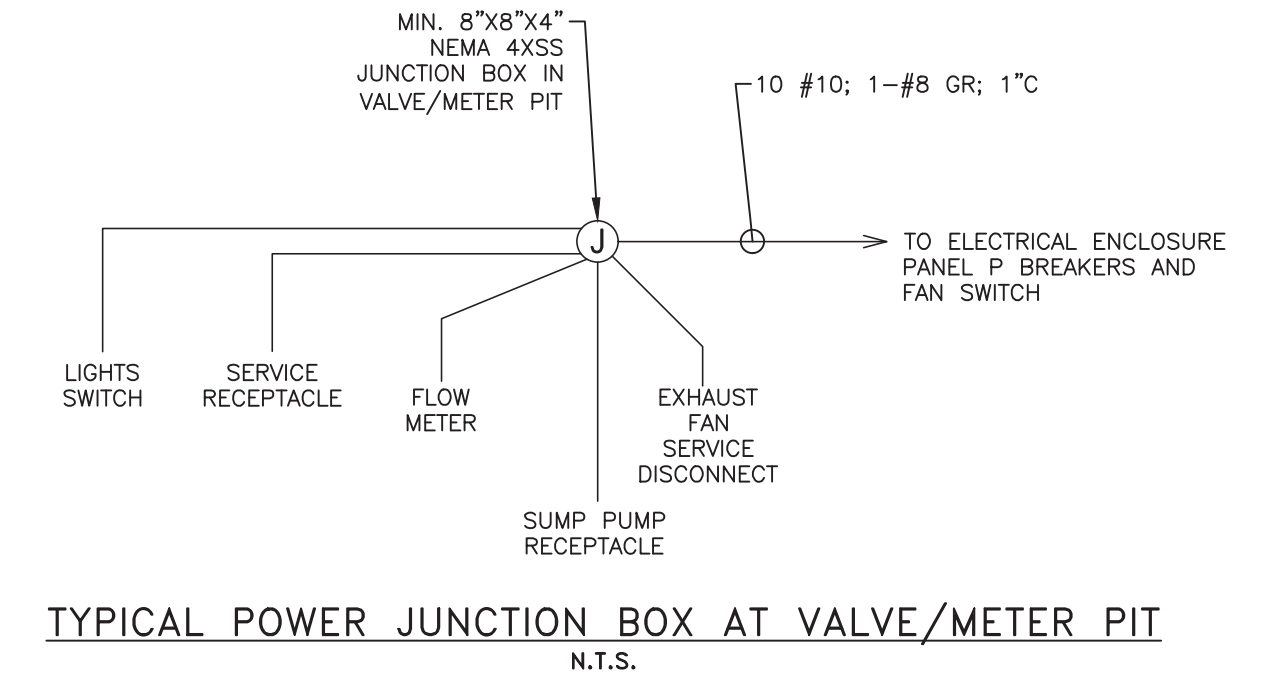 MIN. 8"X8"X4"
NEMA 4XSS
JUNCTION BOX IN
VALVE/METER PIT
10 #10; 1-#8 GR; 1"C
J
TO ELECTRICAL ENCLOSURE
PANEL P BREAKERS AND
FAN SWITCH
LIGHTS
SWITCH
SERVICE
RECEPTACLE
FLOW
METER
EXHAUST
FAN
SERVICE
DISCONNECT
SUMP PUMP
RECEPTACLE
TYPICAL POWER JUNCTION BOX AT VALVE/METER PIT
N.T.S.